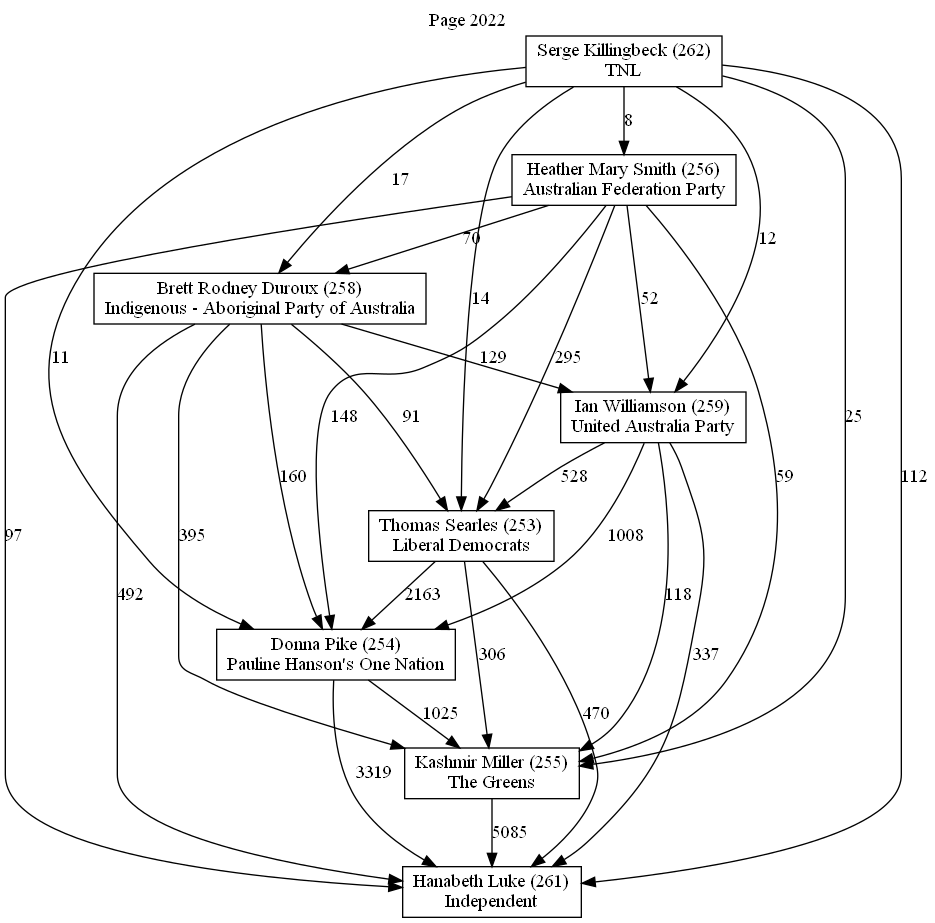 Page 2022
Serge Killingbeck (262)
TNL
8
Heather Mary Smith (256)
Australian Federation Party
17
70
12
Brett Rodney Duroux (258)
Indigenous - Aboriginal Party of Australia
14
52
11
129
295
Ian Williamson (259)
United Australia Party
148
91
25
160
528
59
112
Thomas Searles (253)
Liberal Democrats
97
395
1008
492
2163
118
Donna Pike (254)
Pauline Hanson's One Nation
306
337
1025
470
Kashmir Miller (255)
The Greens
3319
5085
Hanabeth Luke (261)
Independent